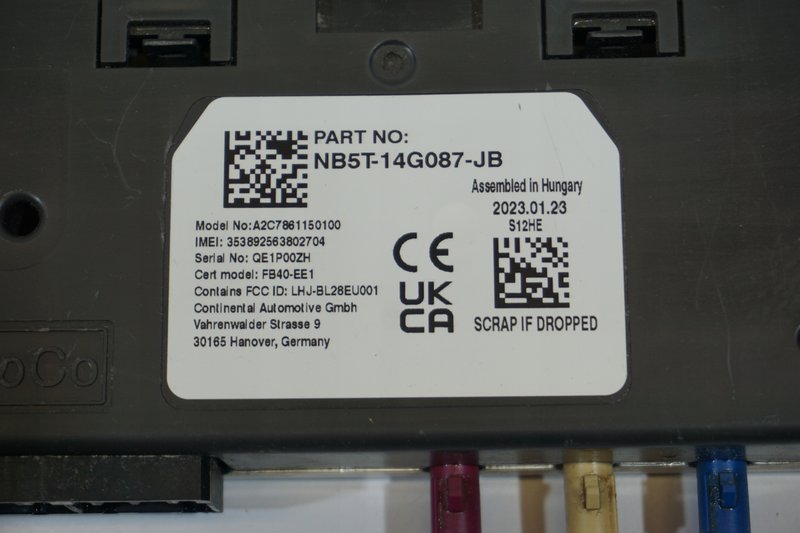 PART NO:
NB5T-14G087-JB
Assembled in Hungary
2023.01.23
S12HE
Model No:A2C7861150100
IMEI: 353892563802704
Serial No: QE1P00ZH
Cert model: FB40-EE1
Contains FCC ID: LHJ-BL28EU001
Continental Automotive Gmbh
Vahrenwalder Strasse 9
30165 Hanover, Germany
CE
UK
CA
SCRAP IF DROPPED